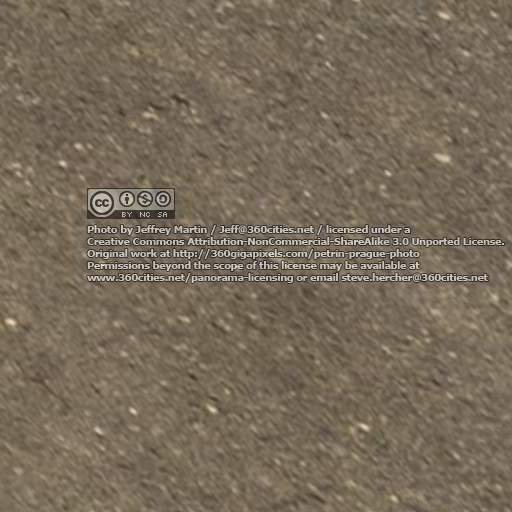 cc BY NC SA
Photo by Jeffrey Martin / Jeff@360cities.net / licensed under a
Creative Commons Attribution-NonCommercial-ShareAlike 3.0 Unported License.
Original work at http://360gigapixels.com/petrin-prague-photo
Permissions beyond the scope of this license may be available at
www.360cities.net/panorama-licensing or email steve.hercher@360cities.net